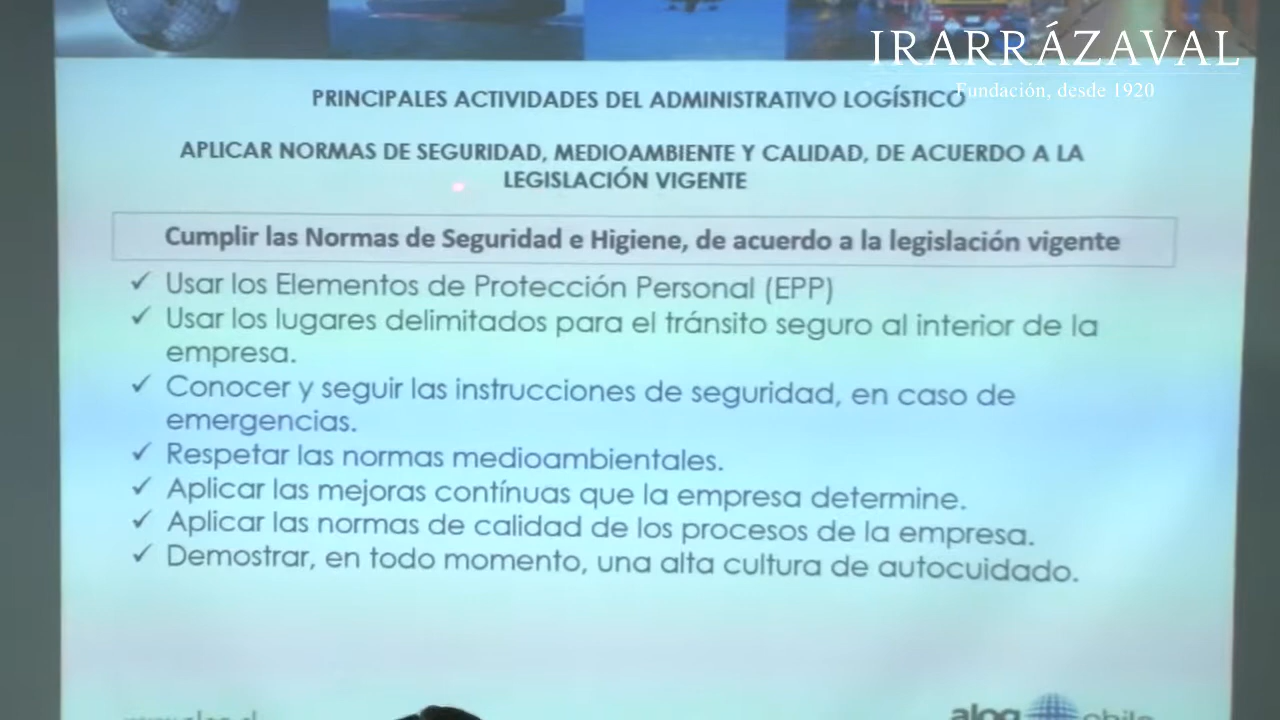 IRARRÁZAVAL
Fundación, desde 1920
PRINCIPALES ACTIVIDADES DEL ADMINISTRATIVO LOGÍSTICO
APLICAR NORMAS DE SEGURIDAD, MEDIOAMBIENTE Y CALIDAD, DE ACUERDO A LA
LEGISLACIÓN VIGENTE
Cumplir las Normas de Seguridad e Higiene, de acuerdo a la legislación vigente
✓ Usar los Elementos de Protección Personal (EPP)
✓ Usar los lugares delimitados para el tránsito seguro al interior de la
empresa.
✓ Conocer y seguir las instrucciones de seguridad, en caso de
emergencias.
✓ Respetar las normas medioambientales.
✓ Aplicar las mejoras contínuas que la empresa determine.
✓ Aplicar las normas de calidad de los procesos de la empresa.
✓ Demostrar, en todo momento, una alta cultura de autocuidado.
alog chile